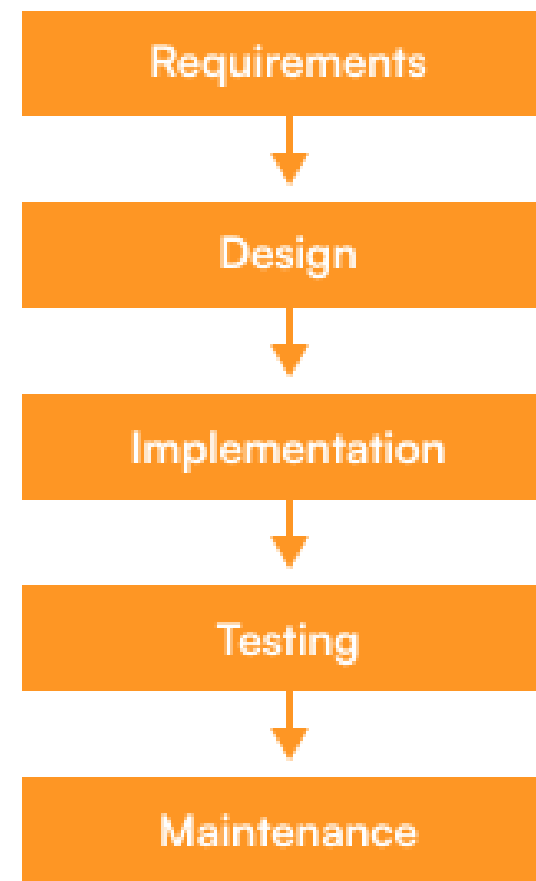 Requirements
Design
Implementation
Testing
Maintenance